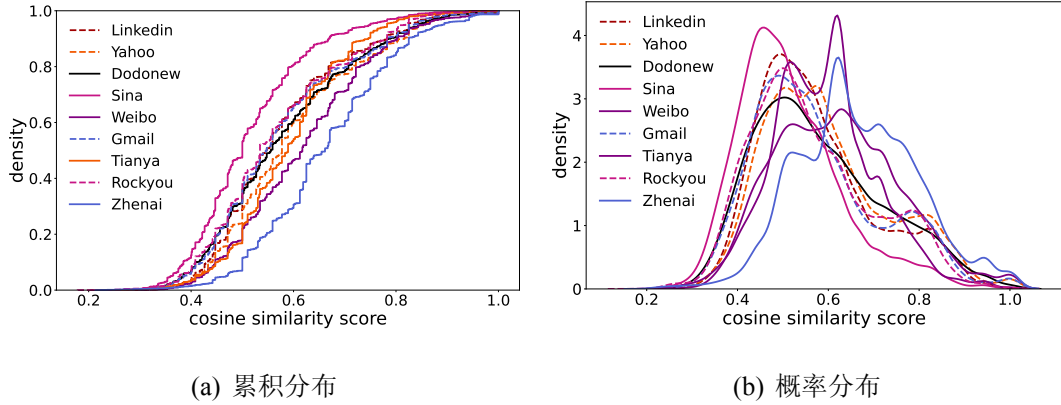 1.0
0.8
0.6
0.4
0.2
0.0
density
Linkedin
Yahoo
Dodonew
Sina
Weibo
Gmail
Tianya
Rockyou
Zhenai
0.2 0.4 0.6 0.8 1.0
cosine similarity score
(a) 累积分布
4
3
2
1
0
density
Linkedin
Yahoo
Dodonew
Sina
Weibo
Gmail
Tianya
Rockyou
Zhenai
0.2 0.4 0.6 0.8 1.0
cosine similarity score
(b) 概率分布